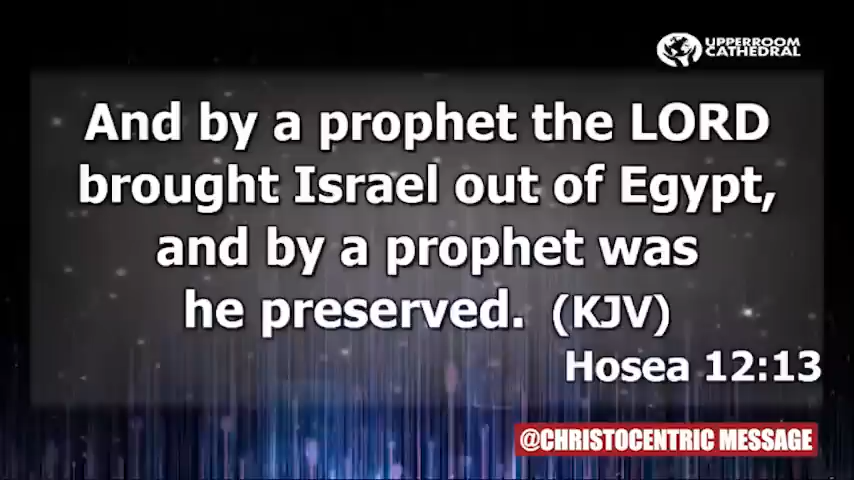 UPPERROOM
CATHEDRAL
And by a prophet the LORD
brought Israel out of Egypt,
and by a prophet was
he preserved. (KJV)
Hosea 12:13
@CHRISTOCENTRIC MESSAGE